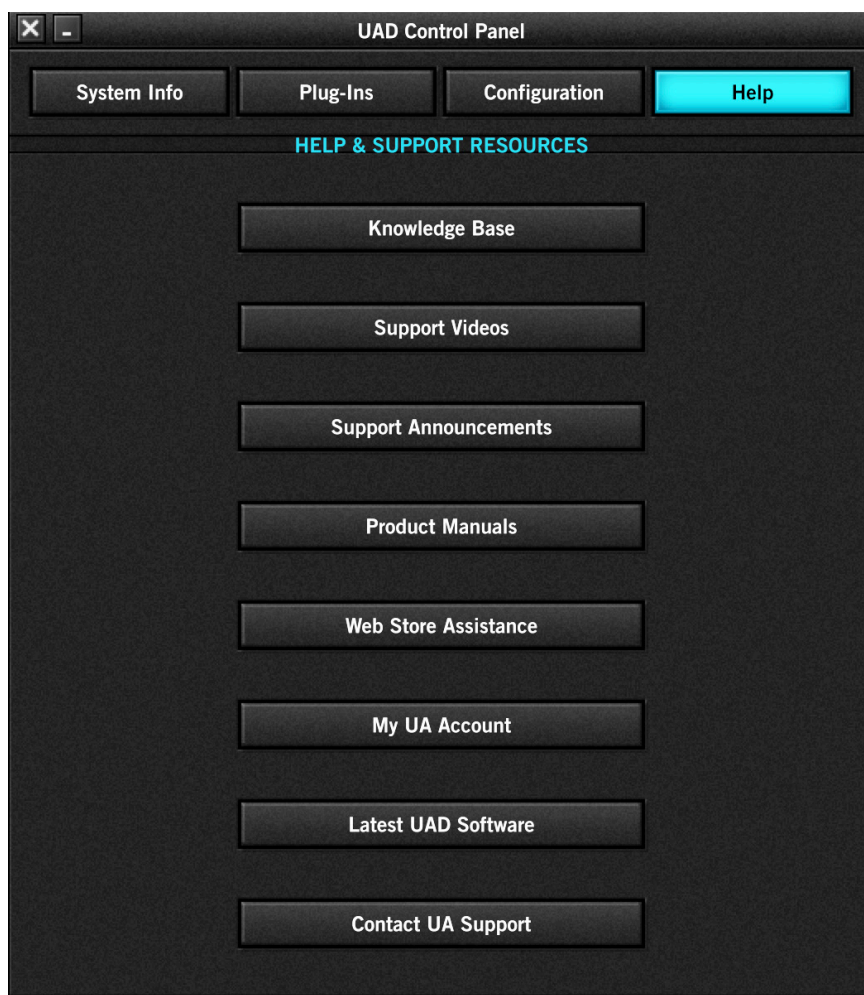 UAD Control Panel
System Info Plug-Ins Configuration Help
HELP & SUPPORT RESOURCES
Knowledge Base
Support Videos
Support Announcements
Product Manuals
Web Store Assistance
My UA Account
Latest UAD Software
Contact UA Support